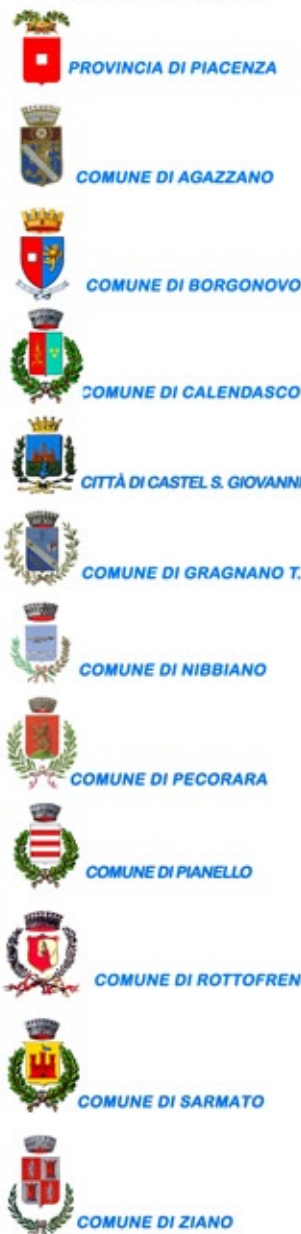 PROVINCIA DI PIACENZA
COMUNE DI AGAZZANO
COMUNE DI BORGONOVO
COMUNE DI CALENDASCO
CITTÀ DI CASTEL S. GIOVANNI
COMUNE DI GRAGNANO T.
COMUNE DI NIBBIANO
COMUNE DI PECORARA
COMUNE DI PIANELLO
COMUNE DI ROTTOFREN
COMUNE DI SARMATO
COMUNE DI ZIANO